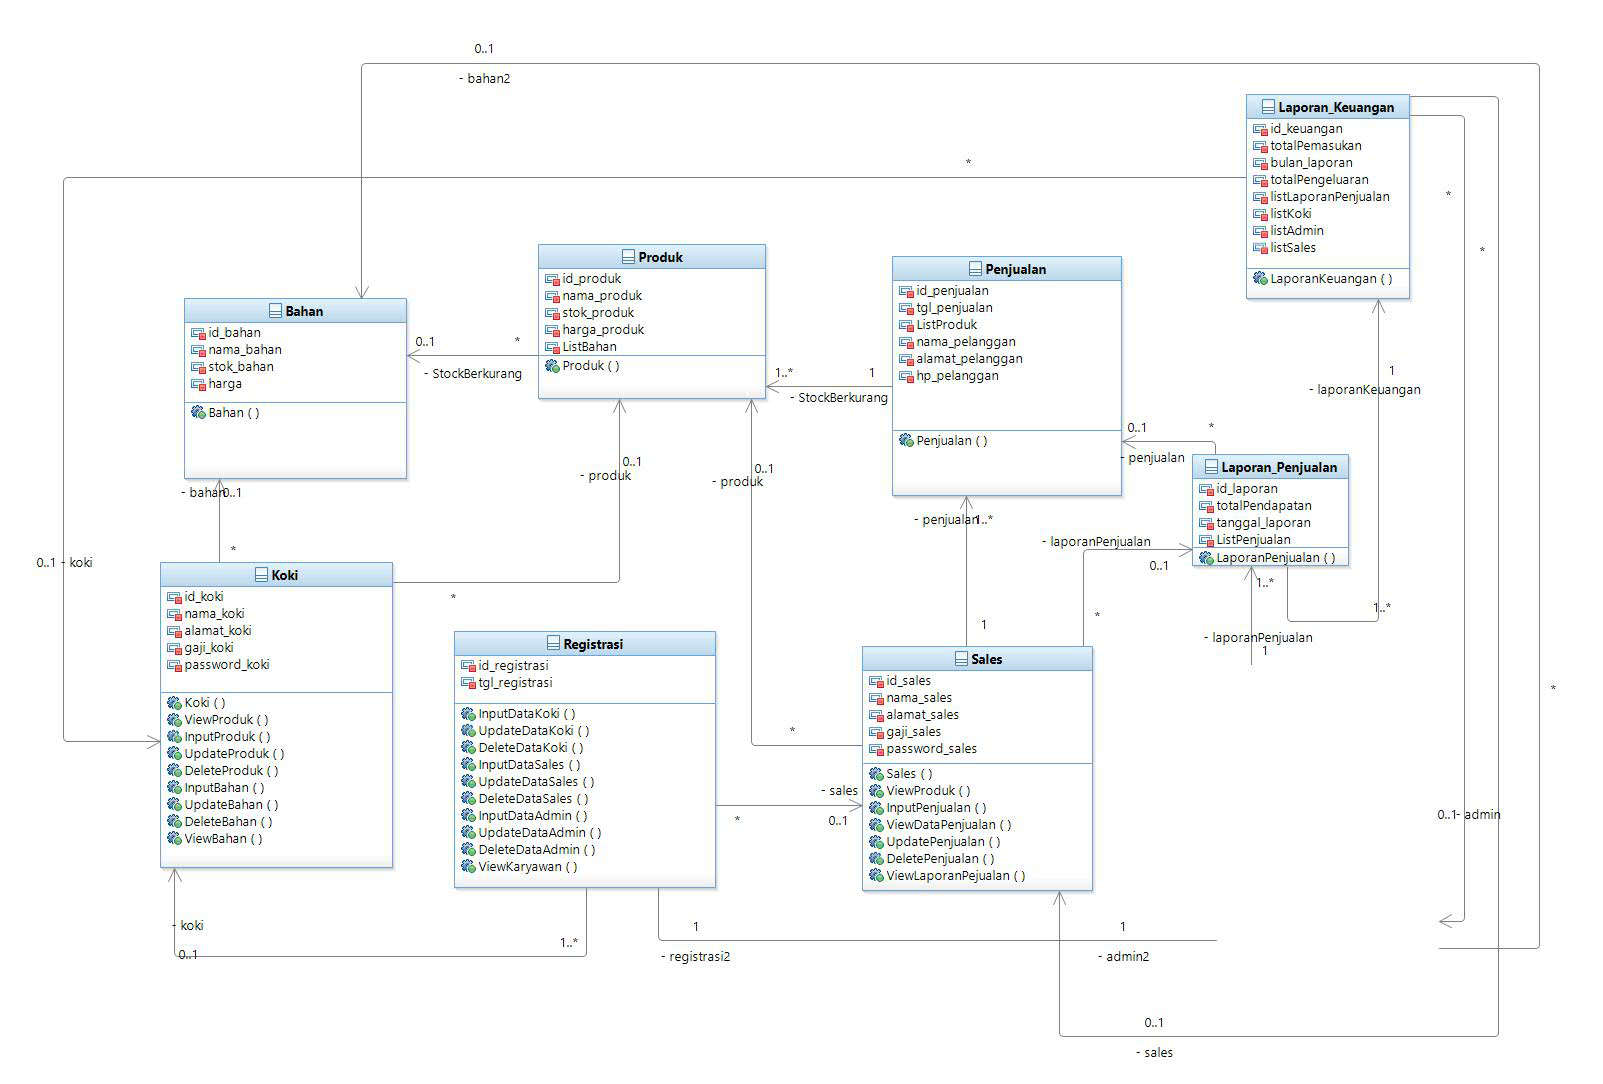 0..1
- bahan2
Laporan_Keuangan
id_keuangan
totalPemasukan
bulan_laporan
totalPengeluaran
listLaporanPenjualan
listKoki
listAdmin
listSales
LaporanKeuangan ( )
*
*
*
Produk
id_produk
nama_produk
stok_produk
harga_produk
ListBahan
Produk ( )
Penjualan
id_penjualan
tgl_penjualan
ListProduk
nama_pelanggan
alamat_pelanggan
hp_pelanggan
Penjualan ( )
Bahan
id_bahan
nama_bahan
stok_bahan
harga
Bahan ( )
0..1
*
- StockBerkurang
1..*
1
- StockBerkurang
1
- laporanKeuangan
0..1
*
- penjualan
Laporan_Penjualan
id_laporan
totalPendapatan
tanggal_laporan
ListPenjualan
LaporanPenjualan ( )
0..1
- produk
0..1
- produk
- bahan
0..1
*
- penjualan
1..*
- laporanPenjualan
0..1
*
1..*
- laporanPenjualan
1
1..*
0..1
- koki
Koki
id_koki
nama_koki
alamat_koki
gaji_koki
password_koki
Koki ( )
ViewProduk ( )
InputProduk ( )
UpdateProduk ( )
DeleteProduk ( )
InputBahan ( )
UpdateBahan ( )
DeleteBahan ( )
ViewBahan ( )
*
Registrasi
id_registrasi
tgl_registrasi
InputDataKoki ( )
UpdateDataKoki ( )
DeleteDataKoki ( )
InputDataSales ( )
UpdateDataSales ( )
DeleteDataSales ( )
InputDataAdmin ( )
UpdateDataAdmin ( )
DeleteDataAdmin ( )
ViewKaryawan ( )
1
Sales
id_sales
nama_sales
alamat_sales
gaji_sales
password_sales
Sales ( )
ViewProduk ( )
InputPenjualan ( )
ViewDataPenjualan ( )
UpdatePenjualan ( )
DeletePenjualan ( )
ViewLaporanPejualan ( )
*
- sales
*
0..1
*
0..1
- admin
- koki
0..1
1..*
1
- registrasi2
1
- admin2
0..1
- sales